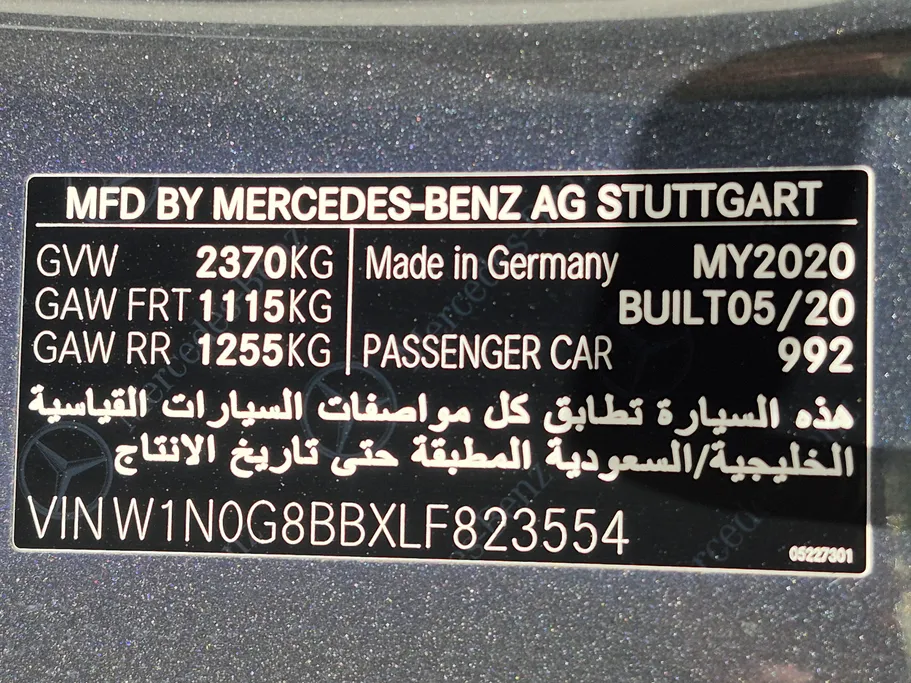 MFD BY MERCEDES-BENZ AG STUTTGART
GVW 2370KG
GAW FRT 1115KG
GAW RR 1255KG
Made in Germany MY2020
BUILT05/20
PASSENGER CAR 992
هذه السيارة تطابق كل مواصفات السيارات القياسية
الخليجية/السعودية المطبقة حتى تاريخ الانتاج
VIN W1N0G8BBXLF823554
05227301